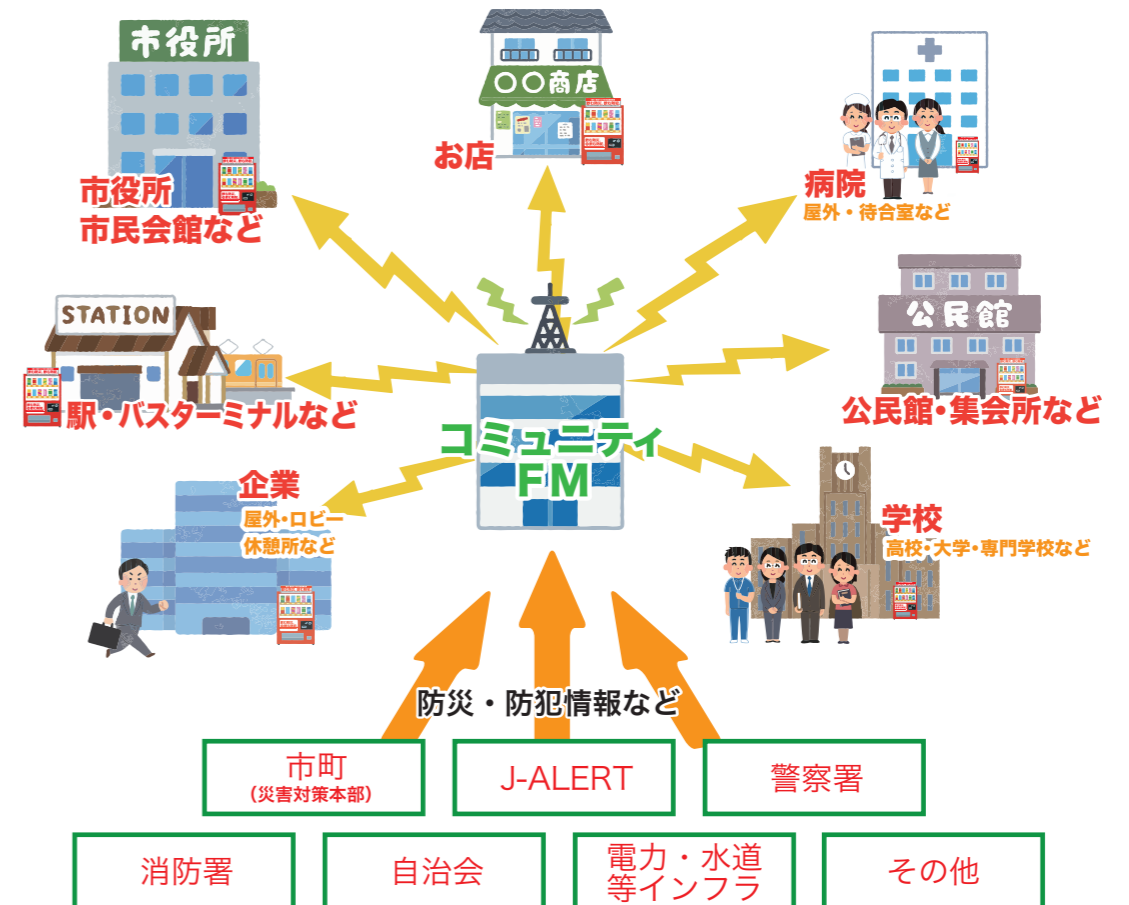 市役所
市役所
市民会館など
〇〇商店
お店
病院
屋外・待合室など
STATION
駅・バスターミナルなど
公民館
公民館・集会所など
コミュニティ
FM
企業
屋外・ロビー
休憩所など
学校
高校・大学・専門学校など
防災・防犯情報など
市町
(災害対策本部)
J-ALERT
警察署
消防署
自治会
電力・水道
等インフラ
その他